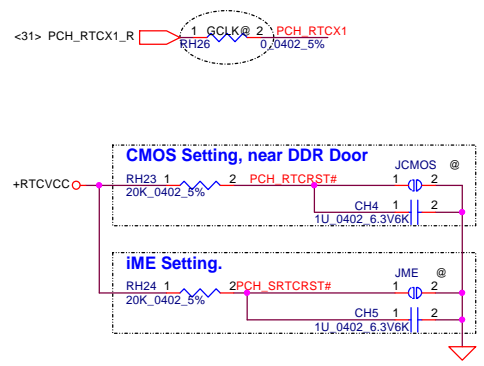 <31> PCH_RTCX1_R 1 GCLK@ 2 PCH_RTCX1
RH26 0_0402_5%
CMOS Setting, near DDR Door
JCMOS @
+RTCVCC RH23 1 2 PCH_RTCRST# 1 2
20K_0402_5%
CH4 1 2
1U_0402_6.3V6K
iME Setting.
JME @
RH24 1 2 PCH_SRTCRST# 1 2
20K_0402_5%
CH5 1 2
1U_0402_6.3V6K